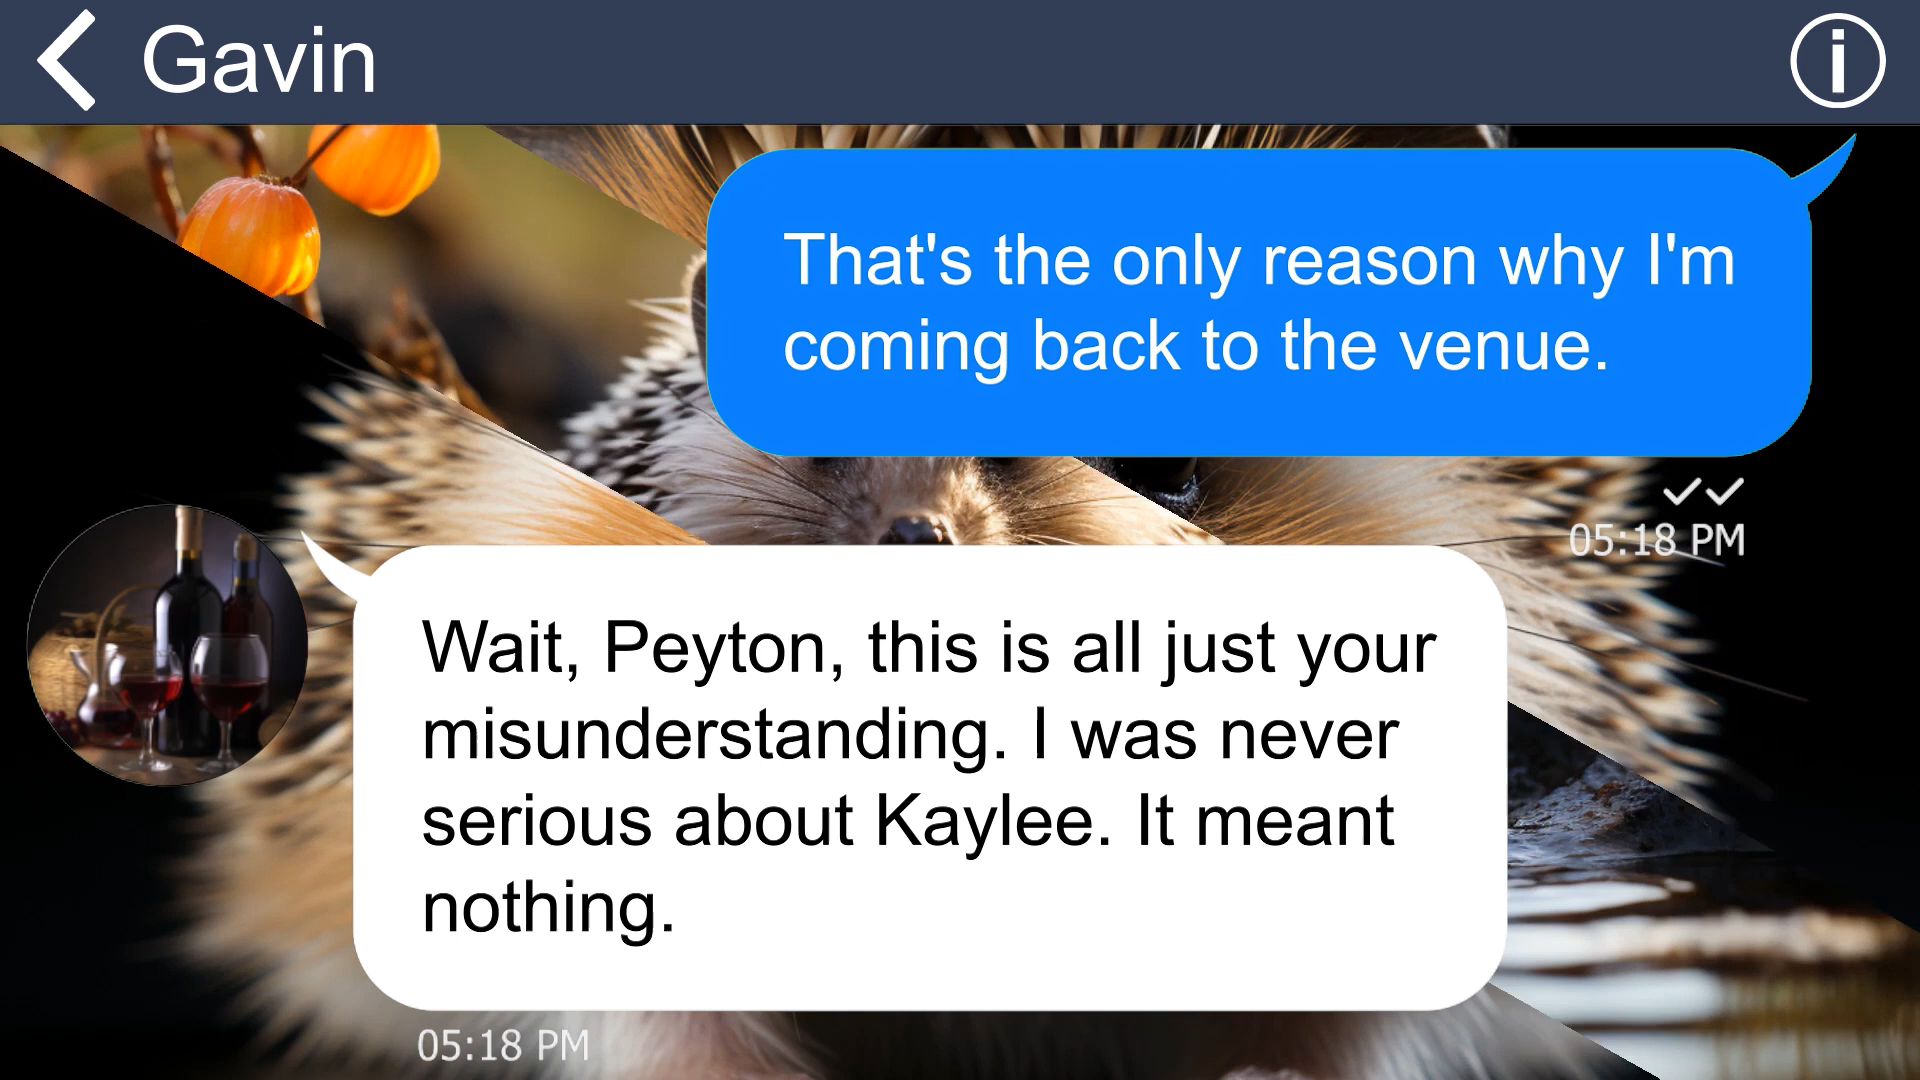 Gavin
That's the only reason why I'm
coming back to the venue.
05:18 PM
Wait, Peyton, this is all just your
misunderstanding. I was never
serious about Kaylee. It meant
nothing.
05:18 PM